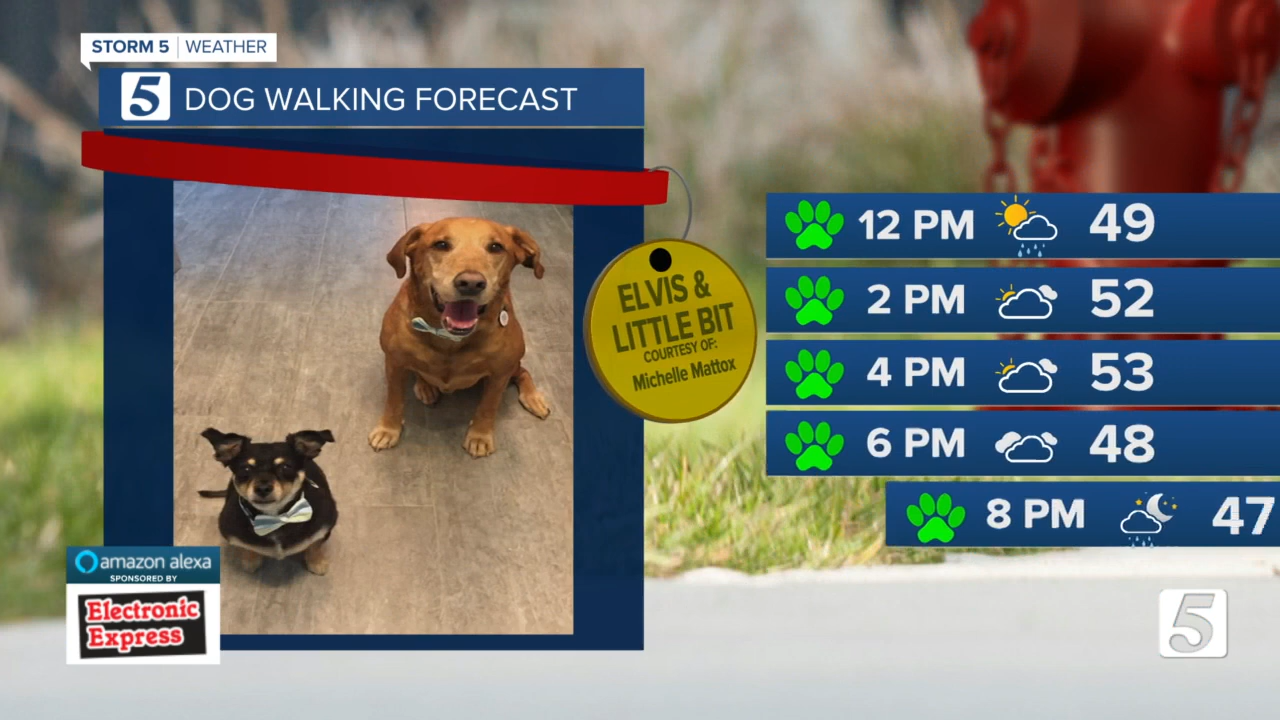 STORM 5 | WEATHER
5 DOG WALKING FORECAST
ELVIS &
LITTLE BIT
COURTESY OF:
Michelle Mattox
12 PM 49
2 PM 52
4 PM 53
6 PM 48
8 PM 47
amazon alexa
SPONSORED BY
Electronic
Express
5